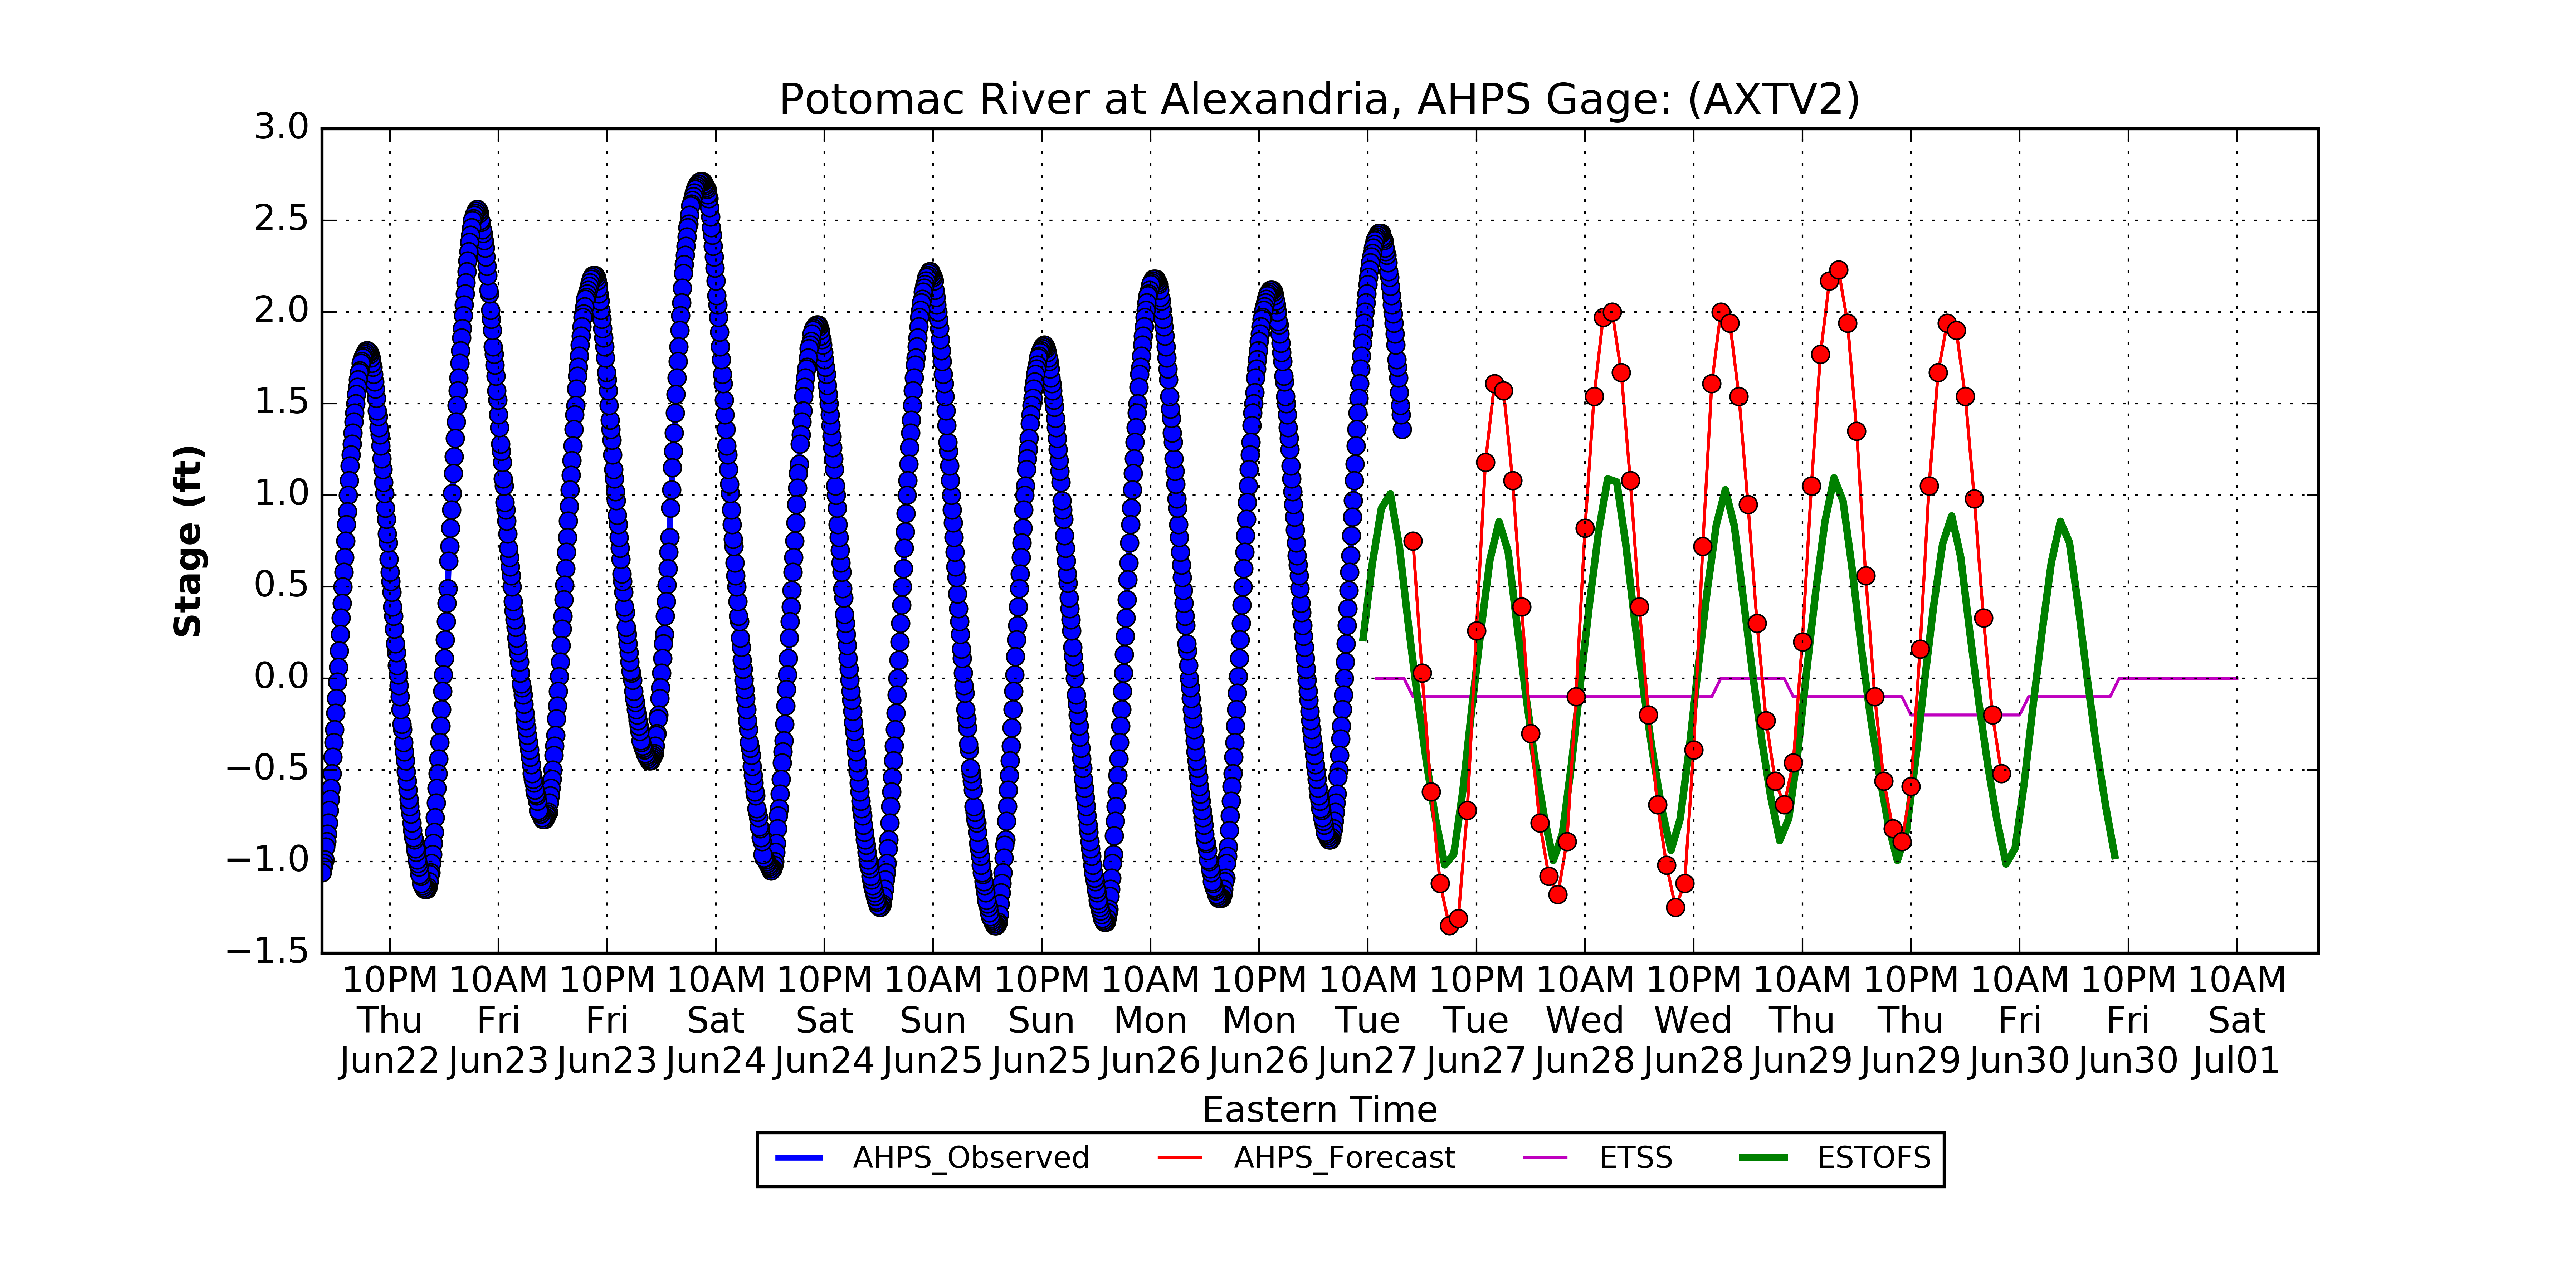 Potomac River at Alexandria, AHPS Gage: (AXTV2)
3.0
2.5
2.0
1.5
1.0
0.5
0.0
−0.5
−1.0
−1.5
Stage (ft)
10PM 10AM 10PM 10AM 10PM 10AM 10PM 10AM 10PM 10AM 10PM 10AM 10PM 10AM 10PM 10AM 10PM 10AM
Thu Fri Fri Sat Sat Sun Sun Mon Mon Tue Tue Wed Wed Thu Thu Fri Fri Sat
Jun22 Jun23 Jun23 Jun24 Jun24 Jun25 Jun25 Jun26 Jun26 Jun27 Jun27 Jun28 Jun28 Jun29 Jun29 Jun30 Jun30 Jul01
Eastern Time
AHPS_Observed AHPS_Forecast ETSS ESTOFS